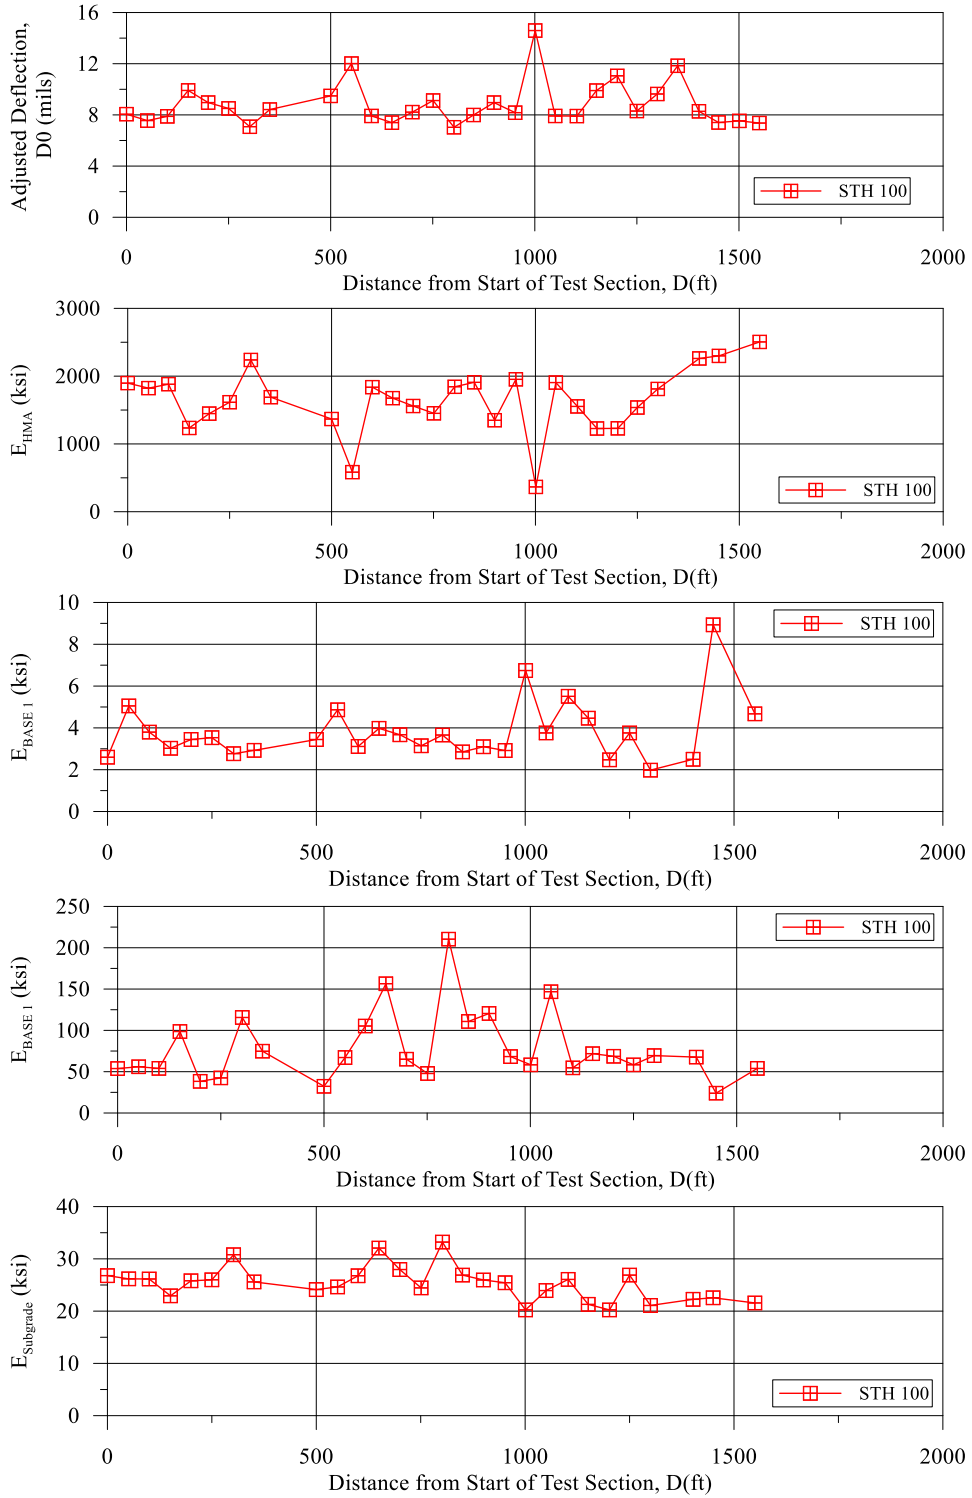 Adjusted Deflection,
D0 (mils)
16
12
8
4
0
STH 100
0 500 1000 1500 2000
Distance from Start of Test Section, D(ft)
E_HMA (ksi)
3000
2000
1000
0
STH 100
0 500 1000 1500 2000
Distance from Start of Test Section, D(ft)
E_BASE 1 (ksi)
10
8
6
4
2
0
STH 100
0 500 1000 1500 2000
Distance from Start of Test Section, D(ft)
E_BASE 1 (ksi)
250
200
150
100
50
0
STH 100
0 500 1000 1500 2000
Distance from Start of Test Section, D(ft)
E_Subgrade (ksi)
40
30
20
10
0
STH 100
0 500 1000 1500 2000
Distance from Start of Test Section, D(ft)